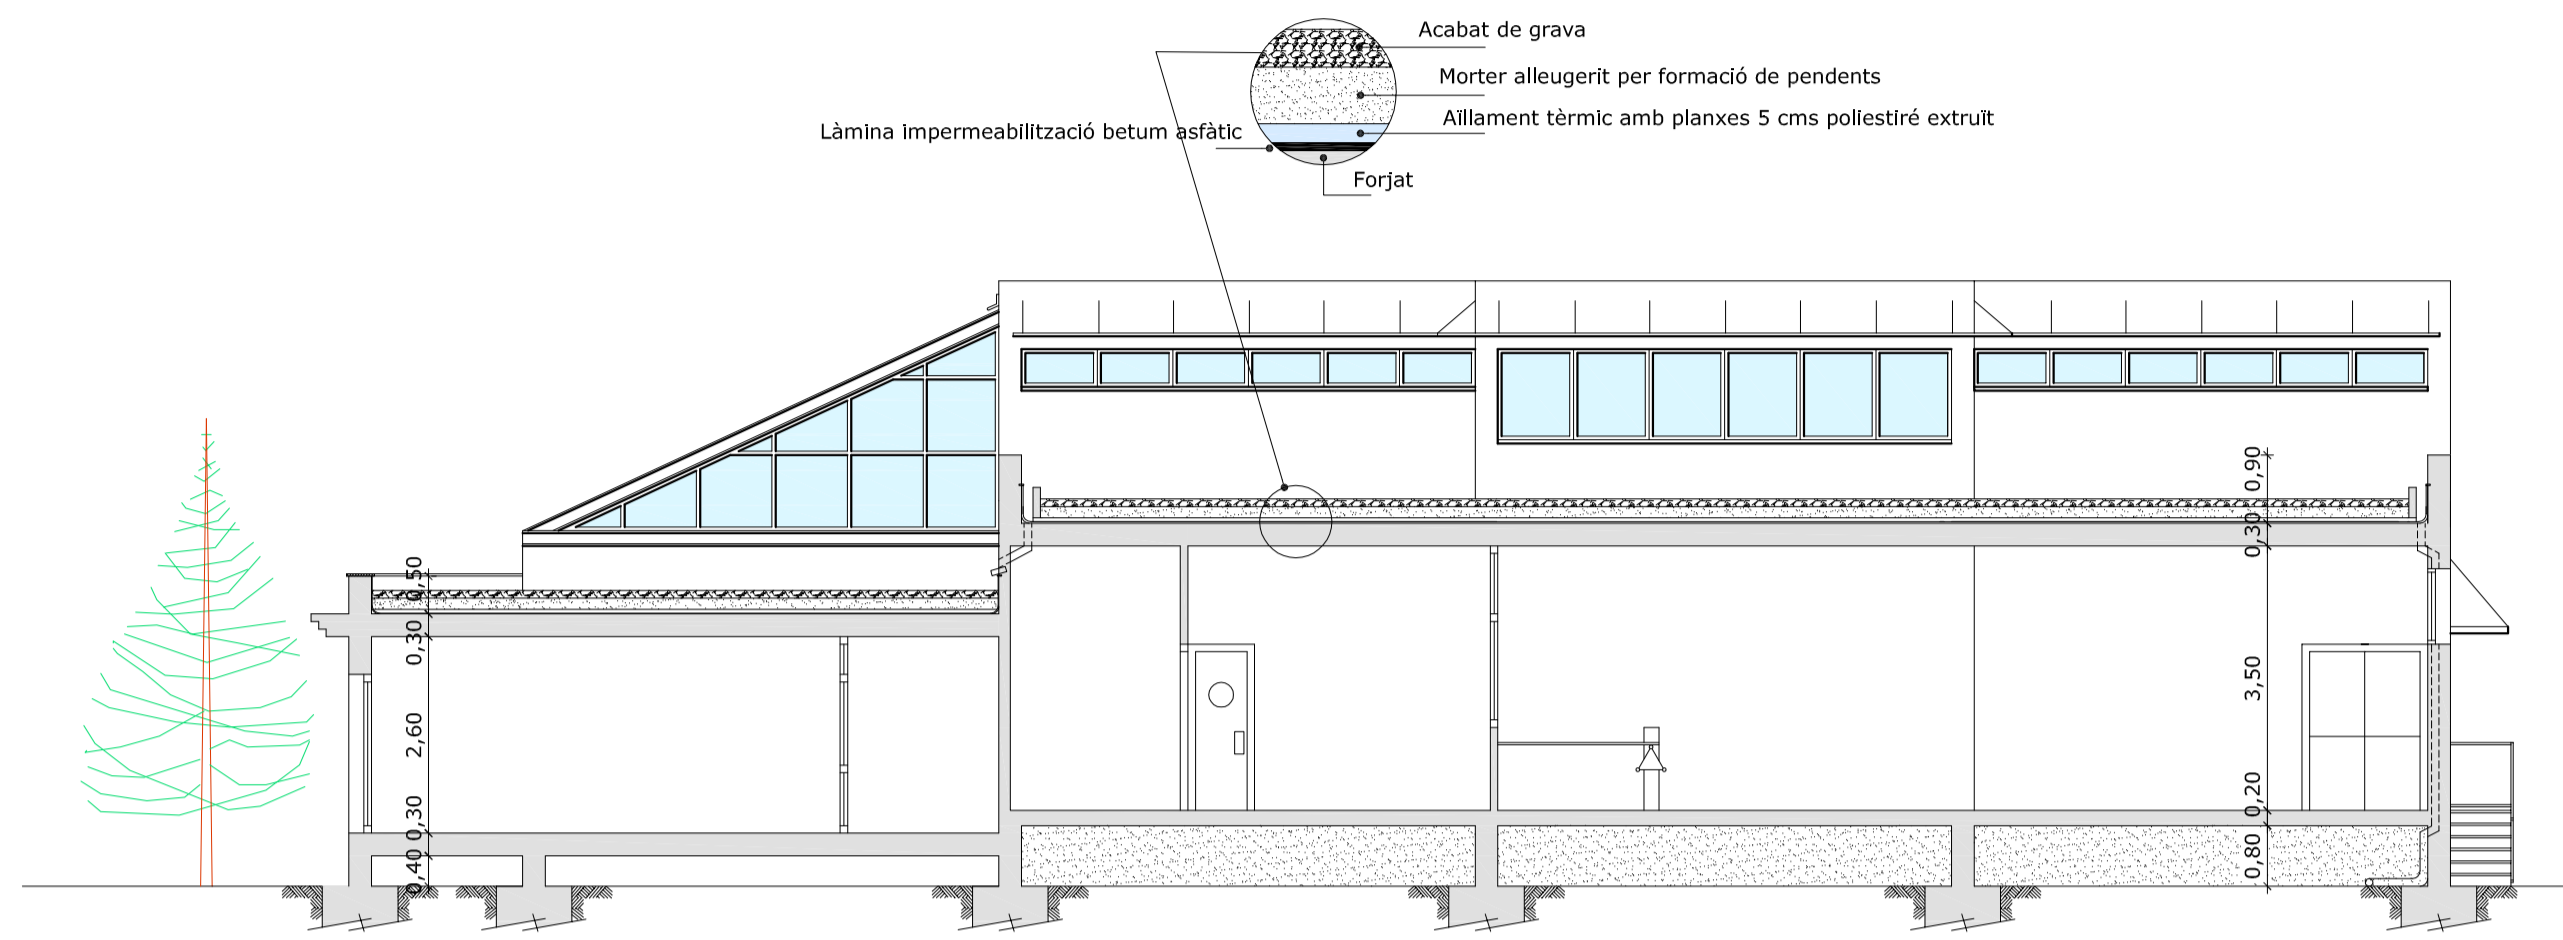 Acabat de grava
Morter alleugerit per formació de pendents
Aïllament tèrmic amb planxes 5 cms poliestiré extruït
Làmina impermeabilització betum asfàtic
Forjat
0,50
0,30
2,60
0,30
0,40
0,90
0,30
3,50
0,20
0,80